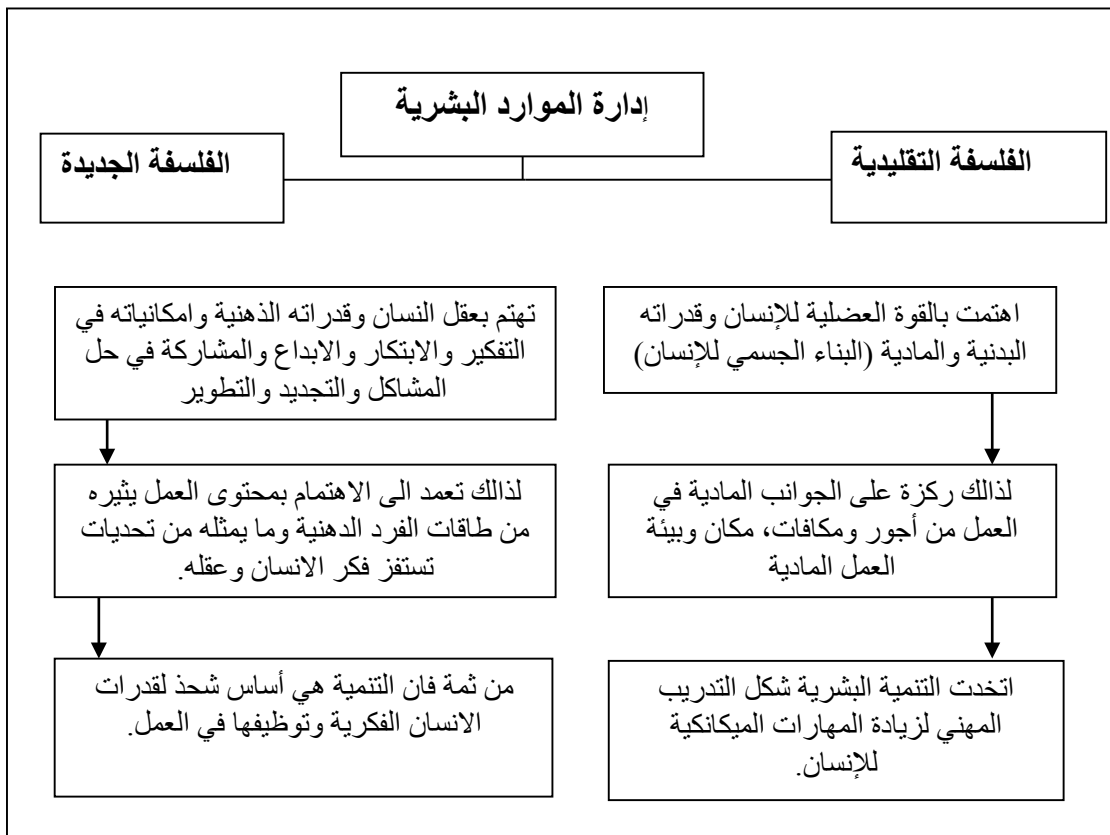 إدارة الموارد البشرية
الفلسفة التقليدية
الفلسفة الجديدة
اهتمت بالقوة العضلية للإنسان وقدراته
البدنية والمادية (البناء الجسمي للإنسان)
لذالك ركزة على الجوانب المادية في
العمل من أجور ومكافات، مكان وبيئة
العمل المادية
اتخدت التنمية البشرية شكل التدريب
المهني لزيادة المهارات الميكانكية
للإنسان.
تهتم بعقل النسان وقدراته الذهنية وامكانياته في
التفكير والابتكار والابداع والمشاركة في حل
المشاكل والتجديد والتطوير
لذالك تعمد الى الاهتمام بمحتوى العمل يثيره
من طاقات الفرد الدهنية وما يمثله من تحديات
تستفز فكر الانسان وعقله.
من ثمة فان التنمية هي أساس شحذ لقدرات
الانسان الفكرية وتوظيفها في العمل.